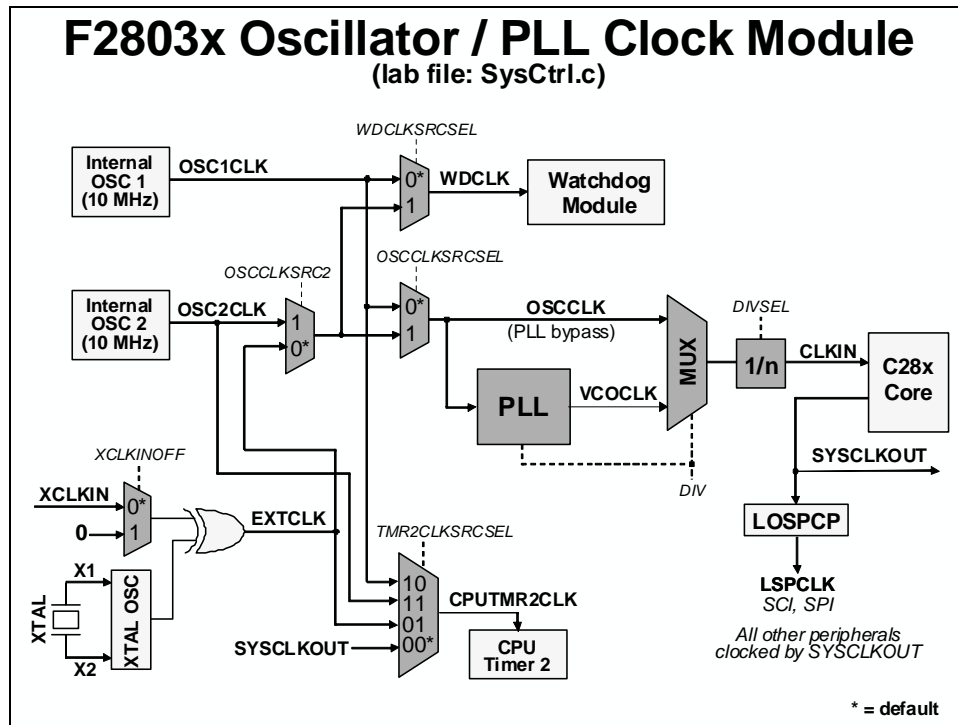 F2803x Oscillator / PLL Clock Module
(lab file: SysCtrl.c)
WDCLKSRCSEL
Internal
OSC 1
(10 MHz)
OSC1CLK
0*
1
WDCLK
Watchdog
Module
OSCCLKSRC2
OSCCLKSRCSEL
Internal
OSC 2
(10 MHz)
OSC2CLK
1
0*
0*
1
OSCCLK
(PLL bypass)
MUX
DIVSEL
1/n
CLKIN
C28x
Core
PLL
VCOCLK
DIV
SYSCLKOUT
XCLKINOFF
XCLKIN
0*
0
1
EXTCLK
TMR2CLKSRCSEL
LOSPCP
X1
XTAL
XTAL OSC
X2
10
11
01
00*
SYSCLKOUT
CPUTMR2CLK
CPU
Timer 2
LSPCLK
SCI, SPI
All other peripherals
clocked by SYSCLKOUT
* = default